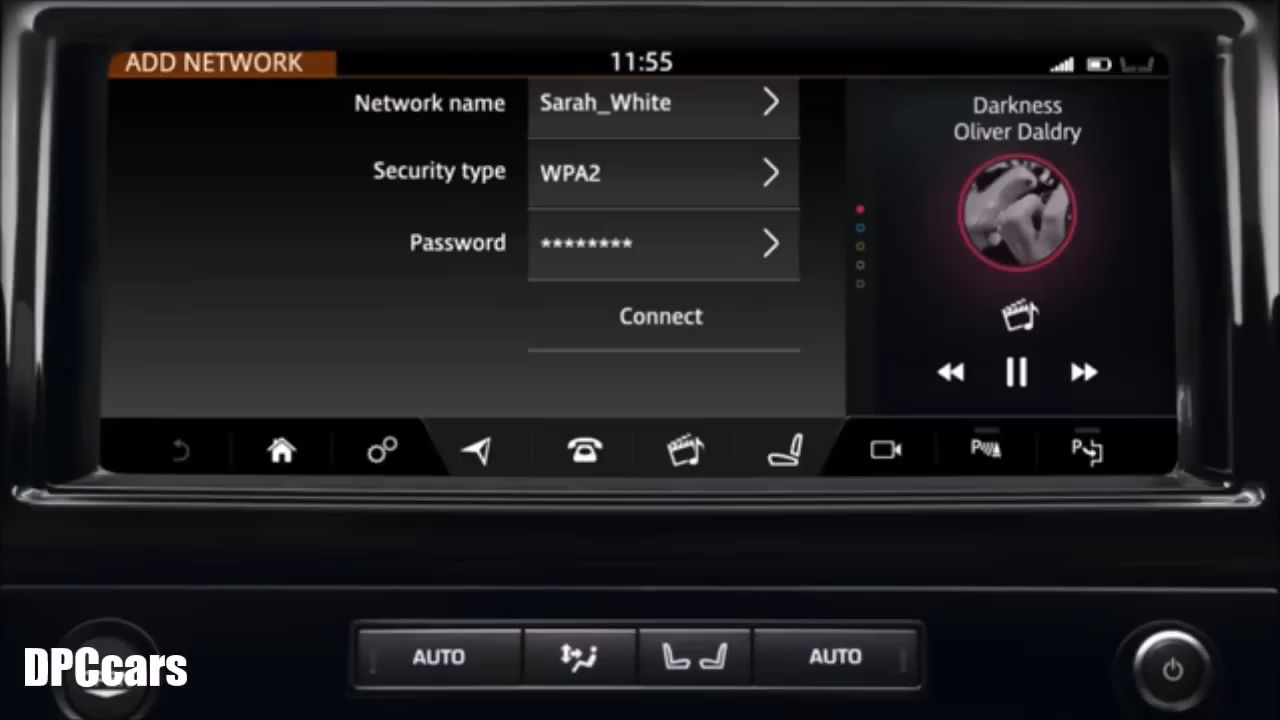 ADD NETWORK
11:55
Network name
Sarah_White
Security type
WPA2
Password
********
Connect
Darkness
Oliver Daldry
P
P
AUTO
AUTO
DPCcars